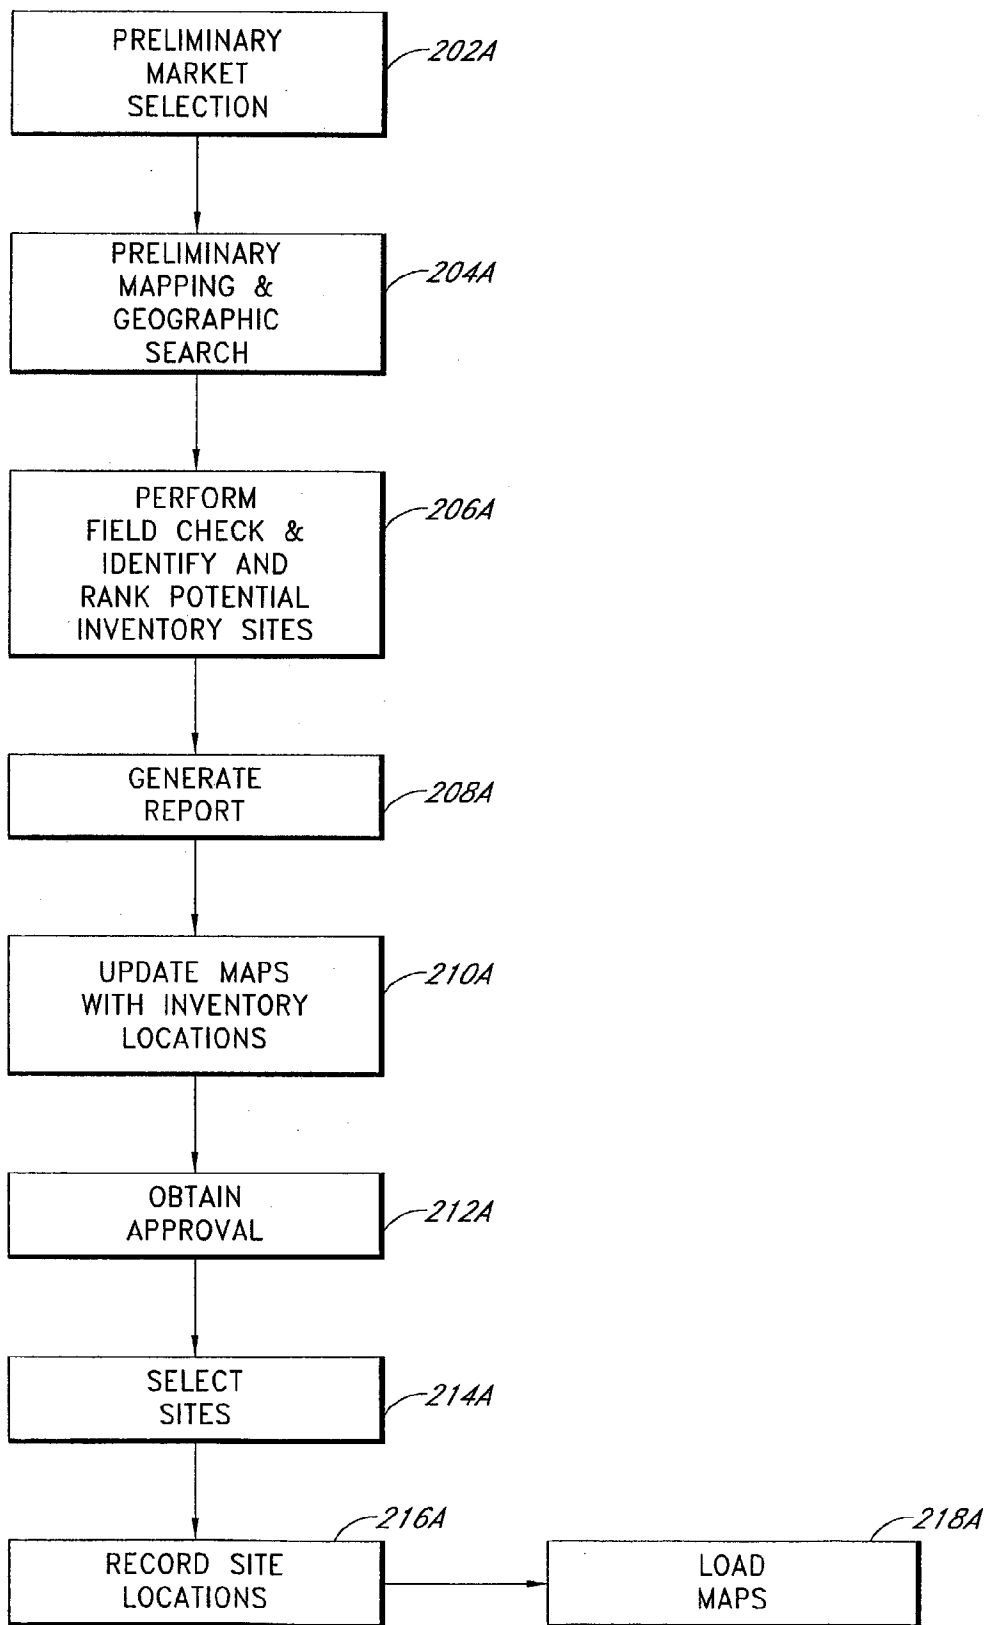 PRELIMINARY
MARKET
SELECTION
202A
PRELIMINARY
MAPPING &
GEOGRAPHIC
SEARCH
204A
PERFORM
FIELD CHECK &
IDENTIFY AND
RANK POTENTIAL
INVENTORY SITES
206A
GENERATE
REPORT
208A
UPDATE MAPS
WITH INVENTORY
LOCATIONS
210A
OBTAIN
APPROVAL
212A
SELECT
SITES
214A
216A
RECORD SITE
LOCATIONS
218A
LOAD
MAPS